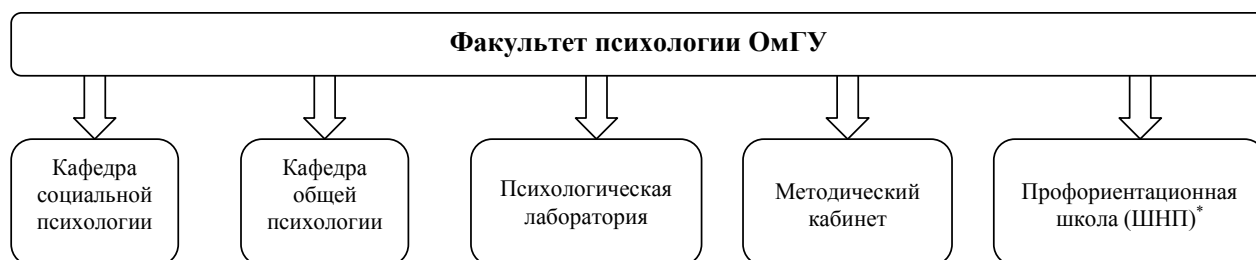 Факультет психологии ОмГУ
Кафедра
социальной
психологии
Кафедра
общей
психологии
Психологическая
лаборатория
Методический
кабинет
Профориентационная
школа (ШНП)*